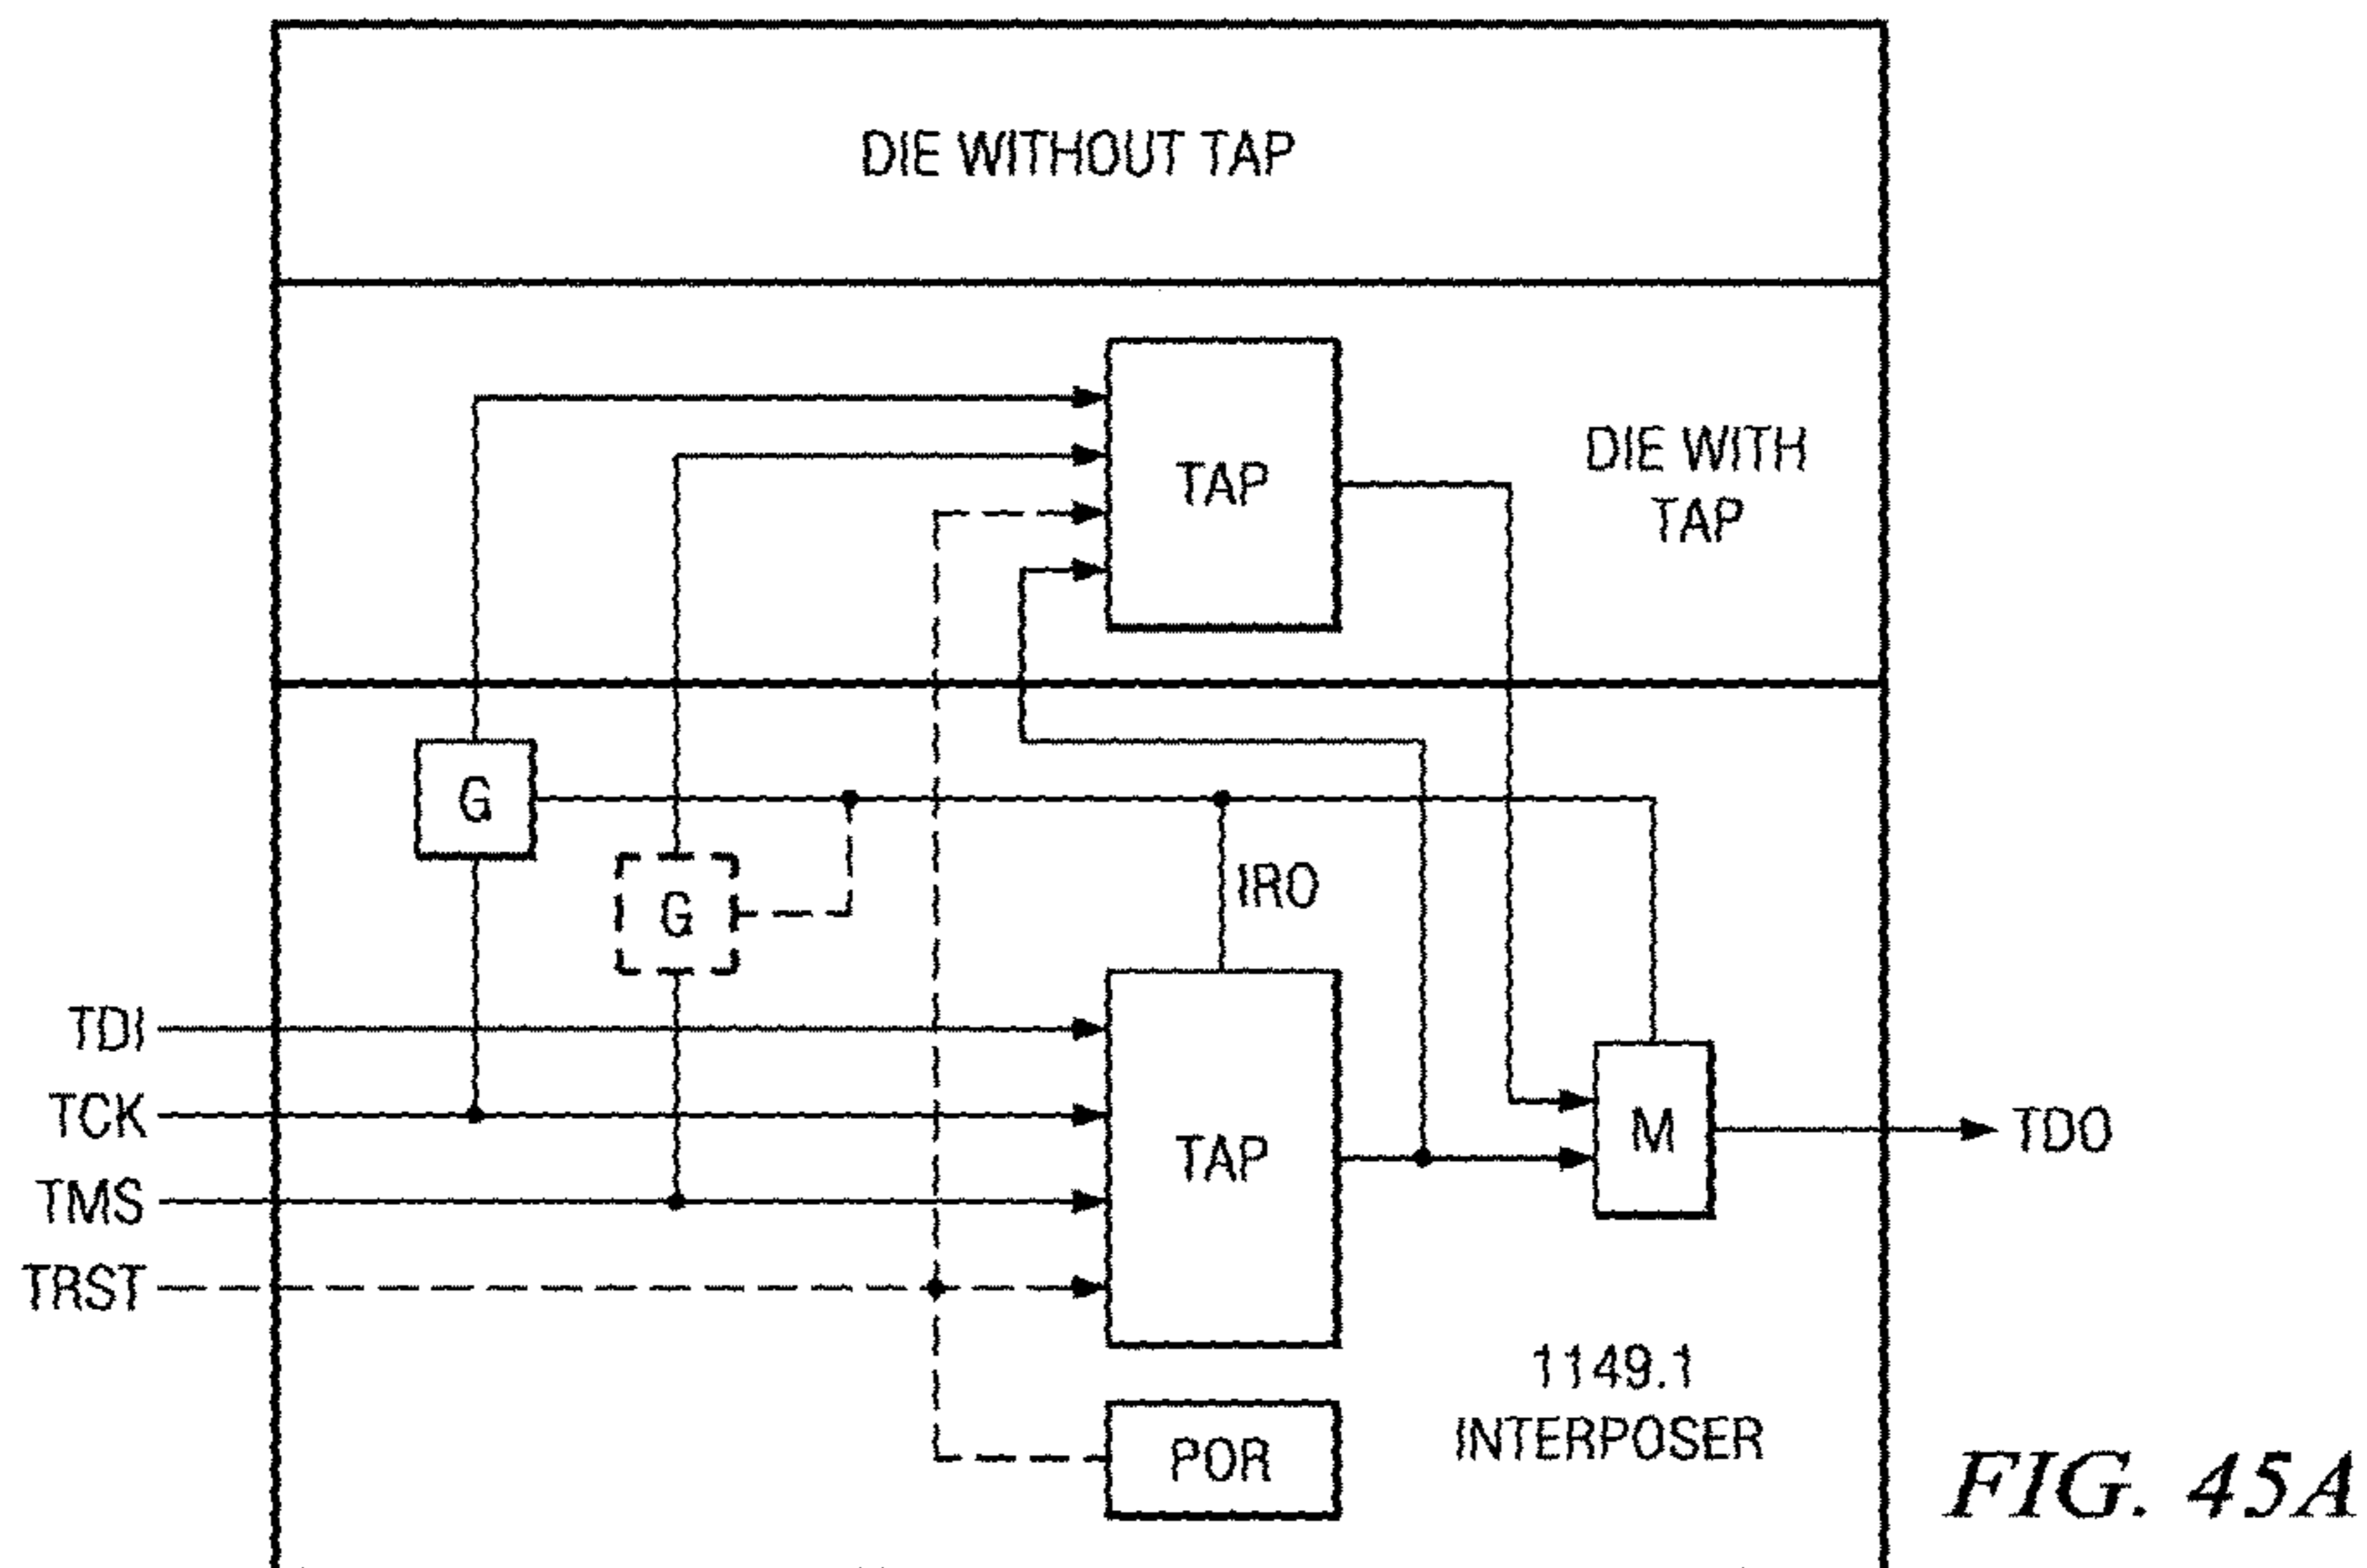 DIE WITHOUT TAP
TAP
DIE WITH
TAP
G
G
IRO
TDI
TCK
TMS
TRST
TAP
M
TDO
1149.1
INTERPOSER
POR
FIG. 45A